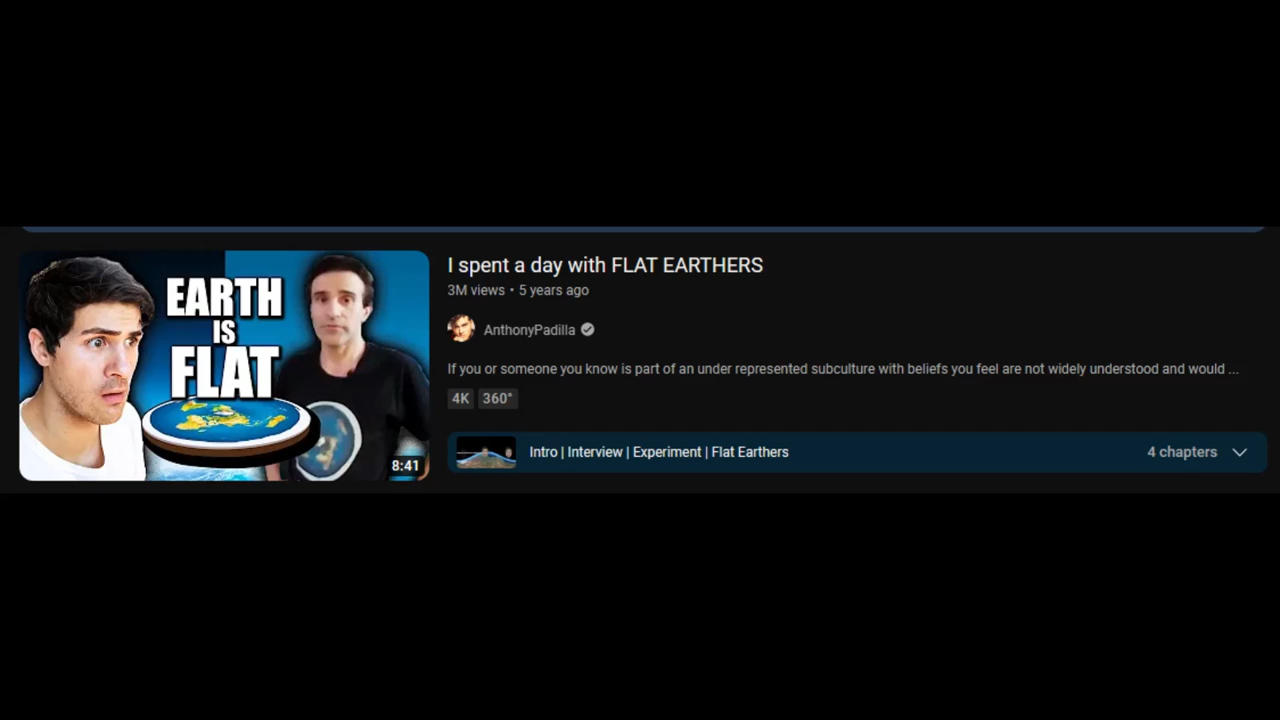 EARTH
IS
FLAT
8:41
I spent a day with FLAT EARTHERS
3M views • 5 years ago
AnthonyPadilla
If you or someone you know is part of an under represented subculture with beliefs you feel are not widely understood and would ...
4K 360°
Intro | Interview | Experiment | Flat Earthers 4 chapters